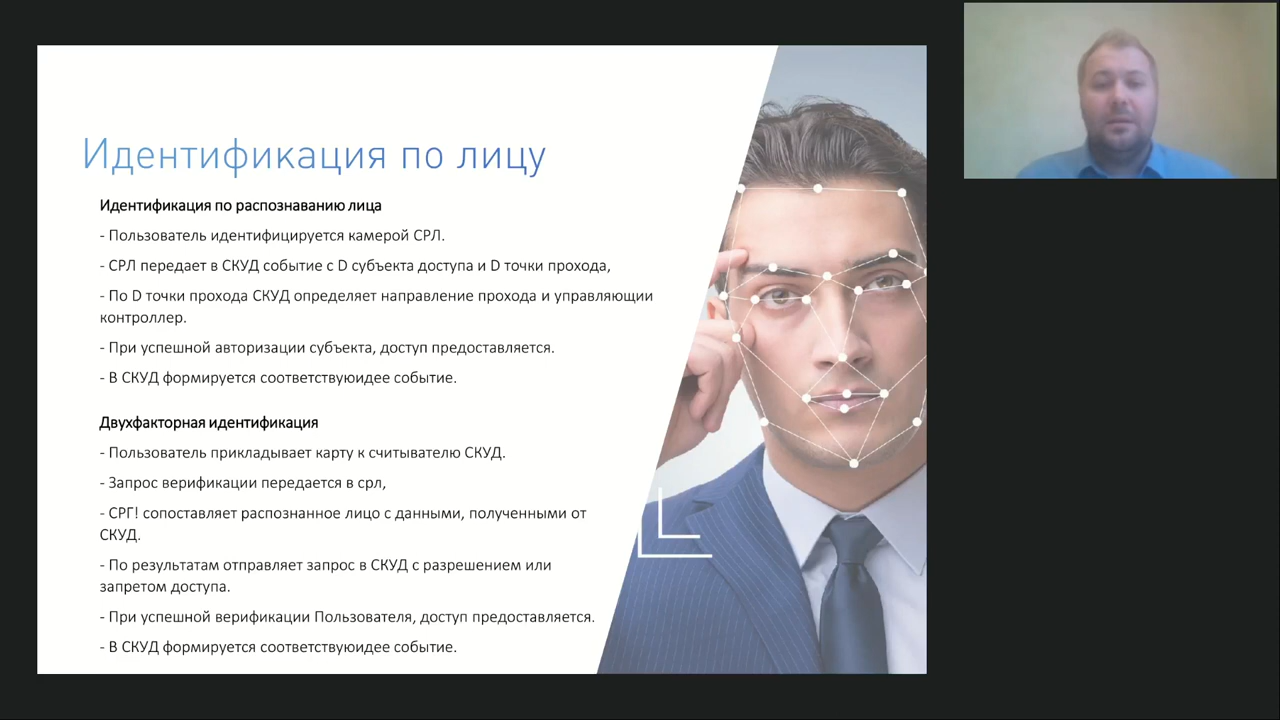 Идентификация по лицу
Идентификация по распознаванию лица
- Пользователь идентифицируется камерой СРЛ.
- СРЛ передает в СКУД событие с D субъекта доступа и D точки прохода,
- По D точки прохода СКУД определяет направление прохода и управляющии
контроллер.
- При успешной авторизации субъекта, доступ предоставляется.
- В СКУД формируется соответствуюидее событие.
Двухфакторная идентификация
- Пользователь прикладывает карту к считывателю СКУД.
- Запрос верификации передается в срл,
- СРГ! сопоставляет распознанное лицо с данными, полученными от
СКУД.
- По результатам отправляет запрос в СКУД с разрешением или
запретом доступа.
- При успешной верификации Пользователя, доступ предоставляется.
- В СКУД формируется соответствуюидее событие.